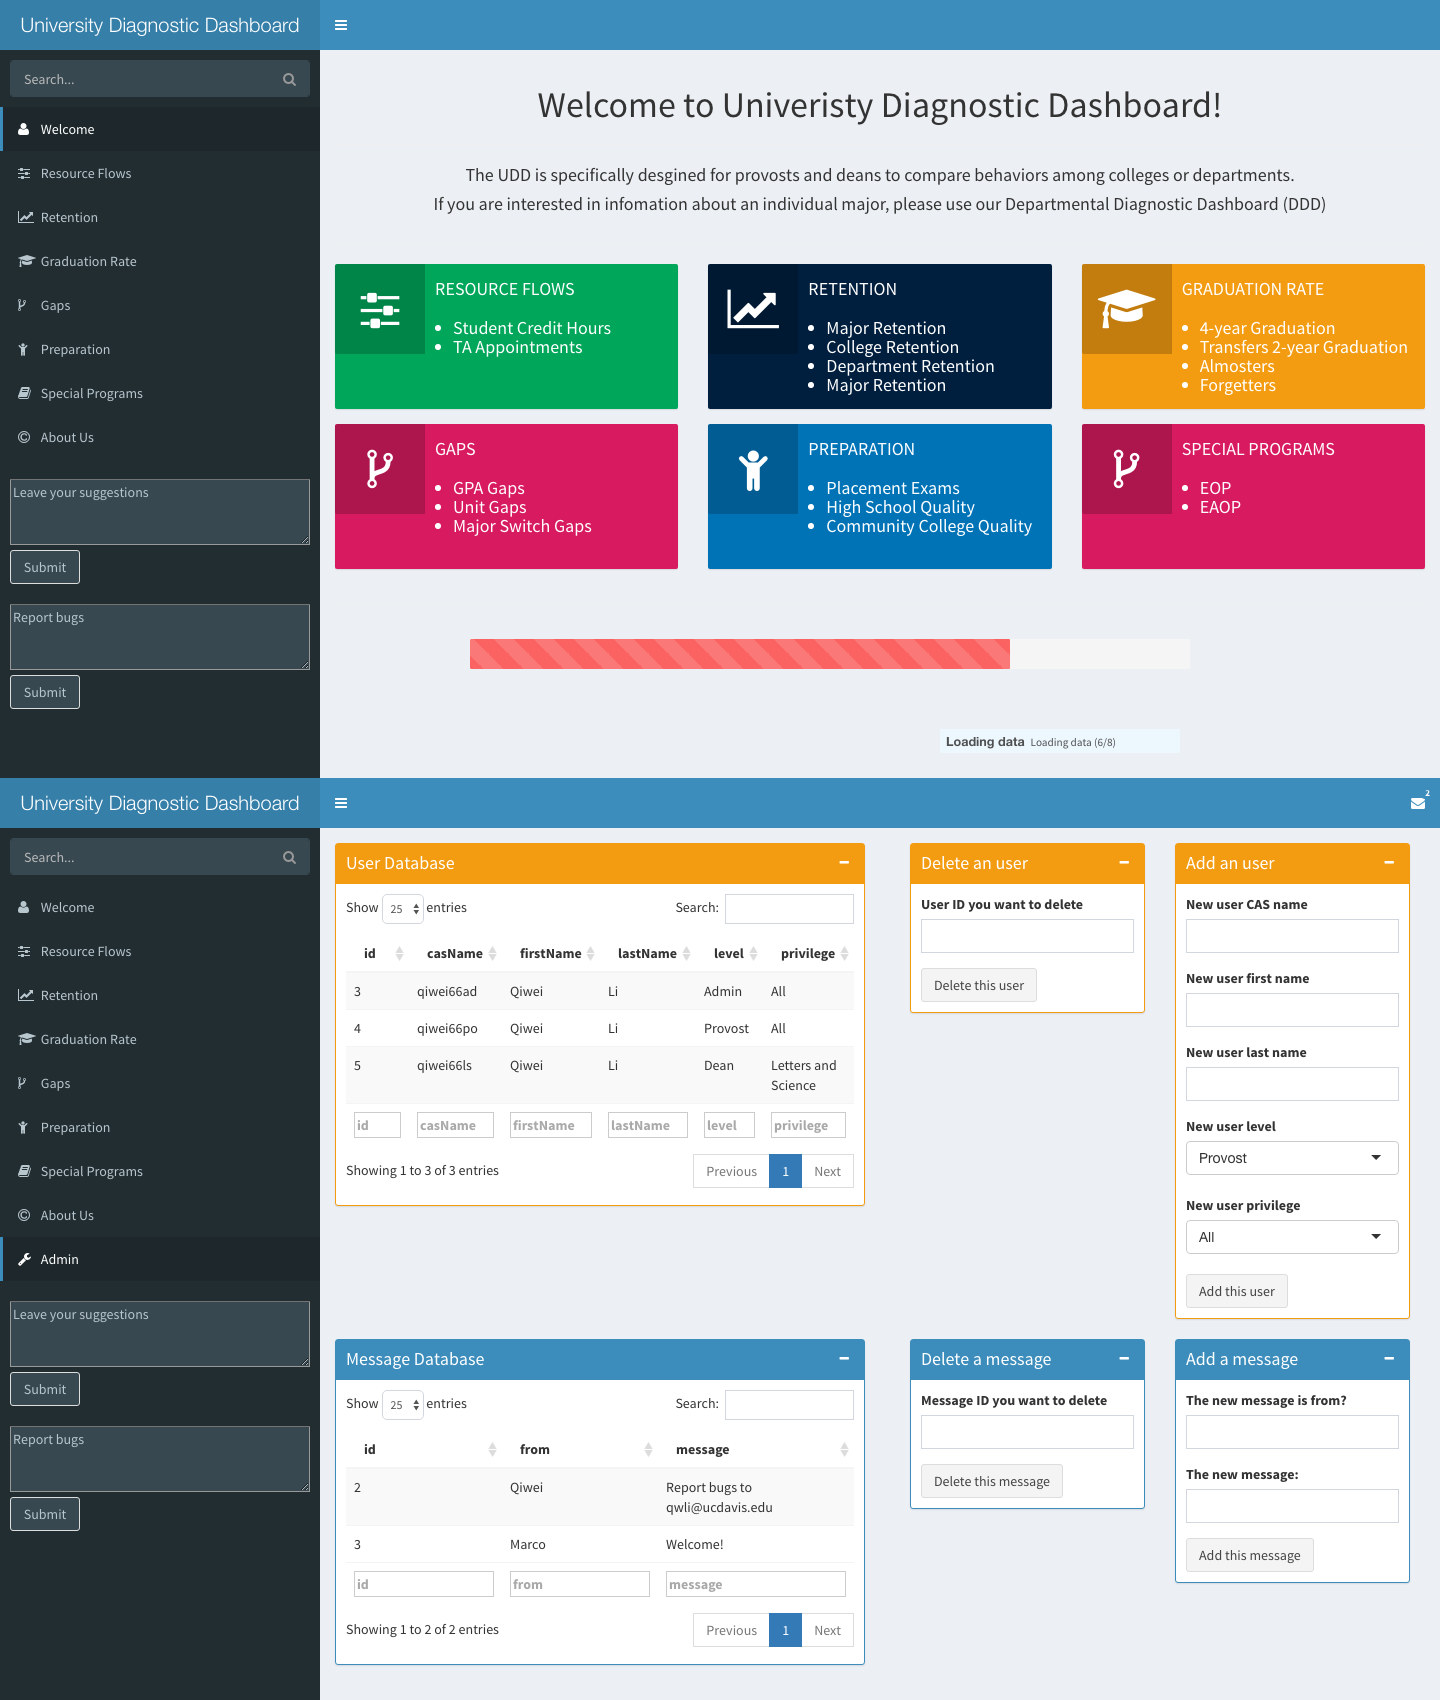 University Diagnostic Dashboard
Search...
Welcome
Resource Flows
Retention
Graduation Rate
Gaps
Preparation
Special Programs
About Us
Leave your suggestions
Submit
Report bugs
Submit
Welcome to Univeristy Diagnostic Dashboard!
The UDD is specifically desgined for provosts and deans to compare behaviors among colleges or departments.
If you are interested in infomation about an individual major, please use our Departmental Diagnostic Dashboard (DDD)
RESOURCE FLOWS
Student Credit Hours
TA Appointments
RETENTION
Major Retention
College Retention
Department Retention
Major Retention
GRADUATION RATE
4-year Graduation
Transfers 2-year Graduation
Almosters
Forgetters
GAPS
GPA Gaps
Unit Gaps
Major Switch Gaps
PREPARATION
Placement Exams
High School Quality
Community College Quality
SPECIAL PROGRAMS
EOP
EAOP
Loading data Loading data (6/8)
University Diagnostic Dashboard
2
Search...
Welcome
Resource Flows
Retention
Graduation Rate
Gaps
Preparation
Special Programs
About Us
Admin
Leave your suggestions
Submit
Report bugs
Submit
User Database
Show 25 entries Search:
id casName firstName lastName level privilege
3 qiwei66ad Qiwei Li Admin All
4 qiwei66po Qiwei Li Provost All
5 qiwei66ls Qiwei Li Dean Letters and
Science
id casName firstName lastName level privilege
Showing 1 to 3 of 3 entries Previous 1 Next
Delete an user
User ID you want to delete
Delete this user
Add an user
New user CAS name
New user first name
New user last name
New user level
Provost
New user privilege
All
Add this user
Message Database
Show 25 entries Search:
id from message
2 Qiwei Report bugs to
qwli@ucdavis.edu
3 Marco Welcome!
id from message
Showing 1 to 2 of 2 entries Previous 1 Next
Delete a message
Message ID you want to delete
Delete this message
Add a message
The new message is from?
The new message:
Add this message